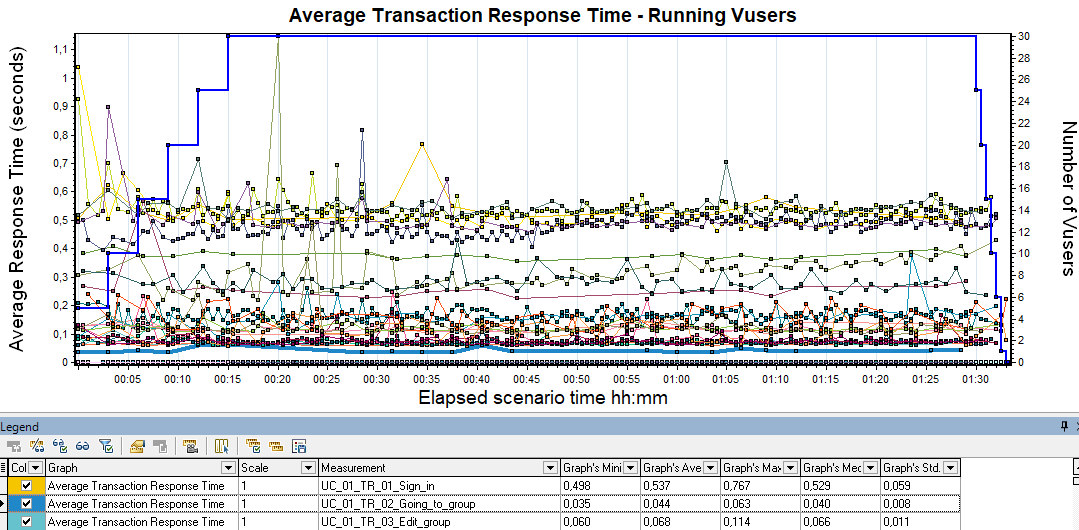 Average Transaction Response Time - Running Vusers
Average Response Time (seconds)
1,1
1
0,9
0,8
0,7
0,6
0,5
0,4
0,3
0,2
0,1
0
30
28
26
24
22
20
18
16
14
12
10
8
6
4
2
0
Number of Vusers
00:05 00:10 00:15 00:20 00:25 00:30 00:35 00:40 00:45 00:50 00:55 01:00 01:05 01:10 01:15 01:20 01:25 01:30
Elapsed scenario time hh:mm
Legend
Col Graph Scale Measurement Graph's Mini Graph's Ave Graph's Max Graph's Med Graph's Std.
Average Transaction Response Time 1 UC_01_TR_01_Sign_in 0,498 0,537 0,767 0,529 0,059
Average Transaction Response Time 1 UC_01_TR_02_Going_to_group 0,035 0,044 0,063 0,040 0,008
Average Transaction Response Time 1 UC_01_TR_03_Edit_group 0,060 0,068 0,114 0,066 0,011